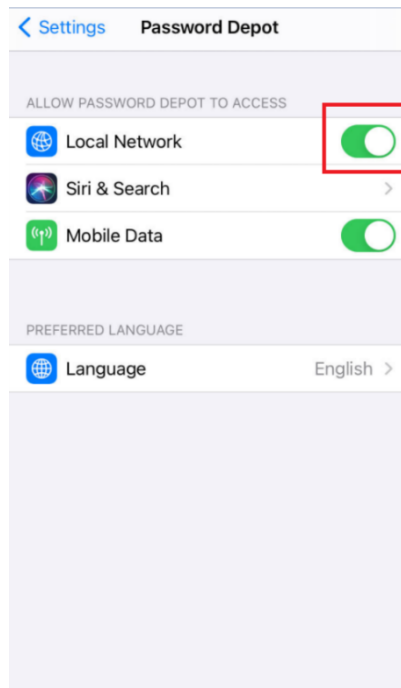 Settings Password Depot
ALLOW PASSWORD DEPOT TO ACCESS
Local Network
Siri & Search
Mobile Data
PREFERRED LANGUAGE
Language English